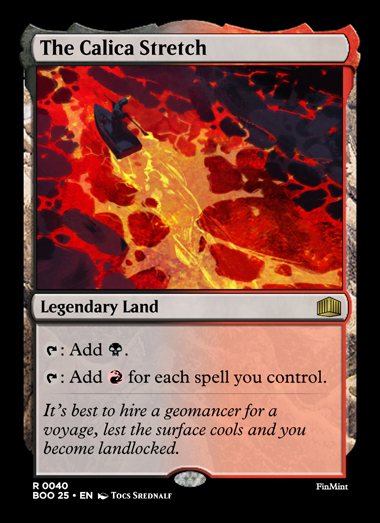 The Calica Stretch
Legendary Land
: Add .
: Add for each spell you control.
It's best to hire a geomancer for a
voyage, lest the surface cools and you
become landlocked.
R 0040
BOO 25 • EN Tocs Srednalf
FinMint